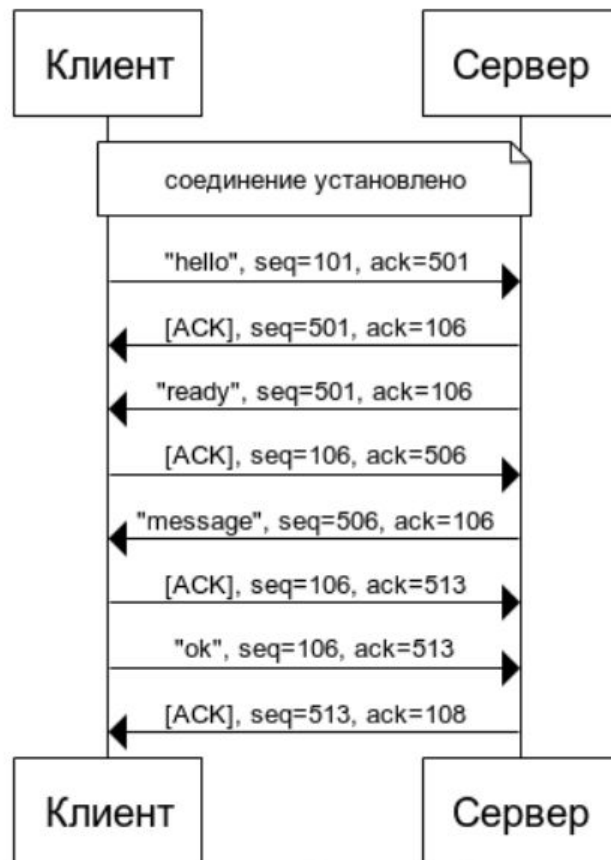 Клиент
Сервер
соединение установлено
"hello", seq=101, ack=501
[ACK], seq=501, ack=106
"ready", seq=501, ack=106
[ACK], seq=106, ack=506
"message", seq=506, ack=106
[ACK], seq=106, ack=513
"ok", seq=106, ack=513
[ACK], seq=513, ack=108
Клиент
Сервер